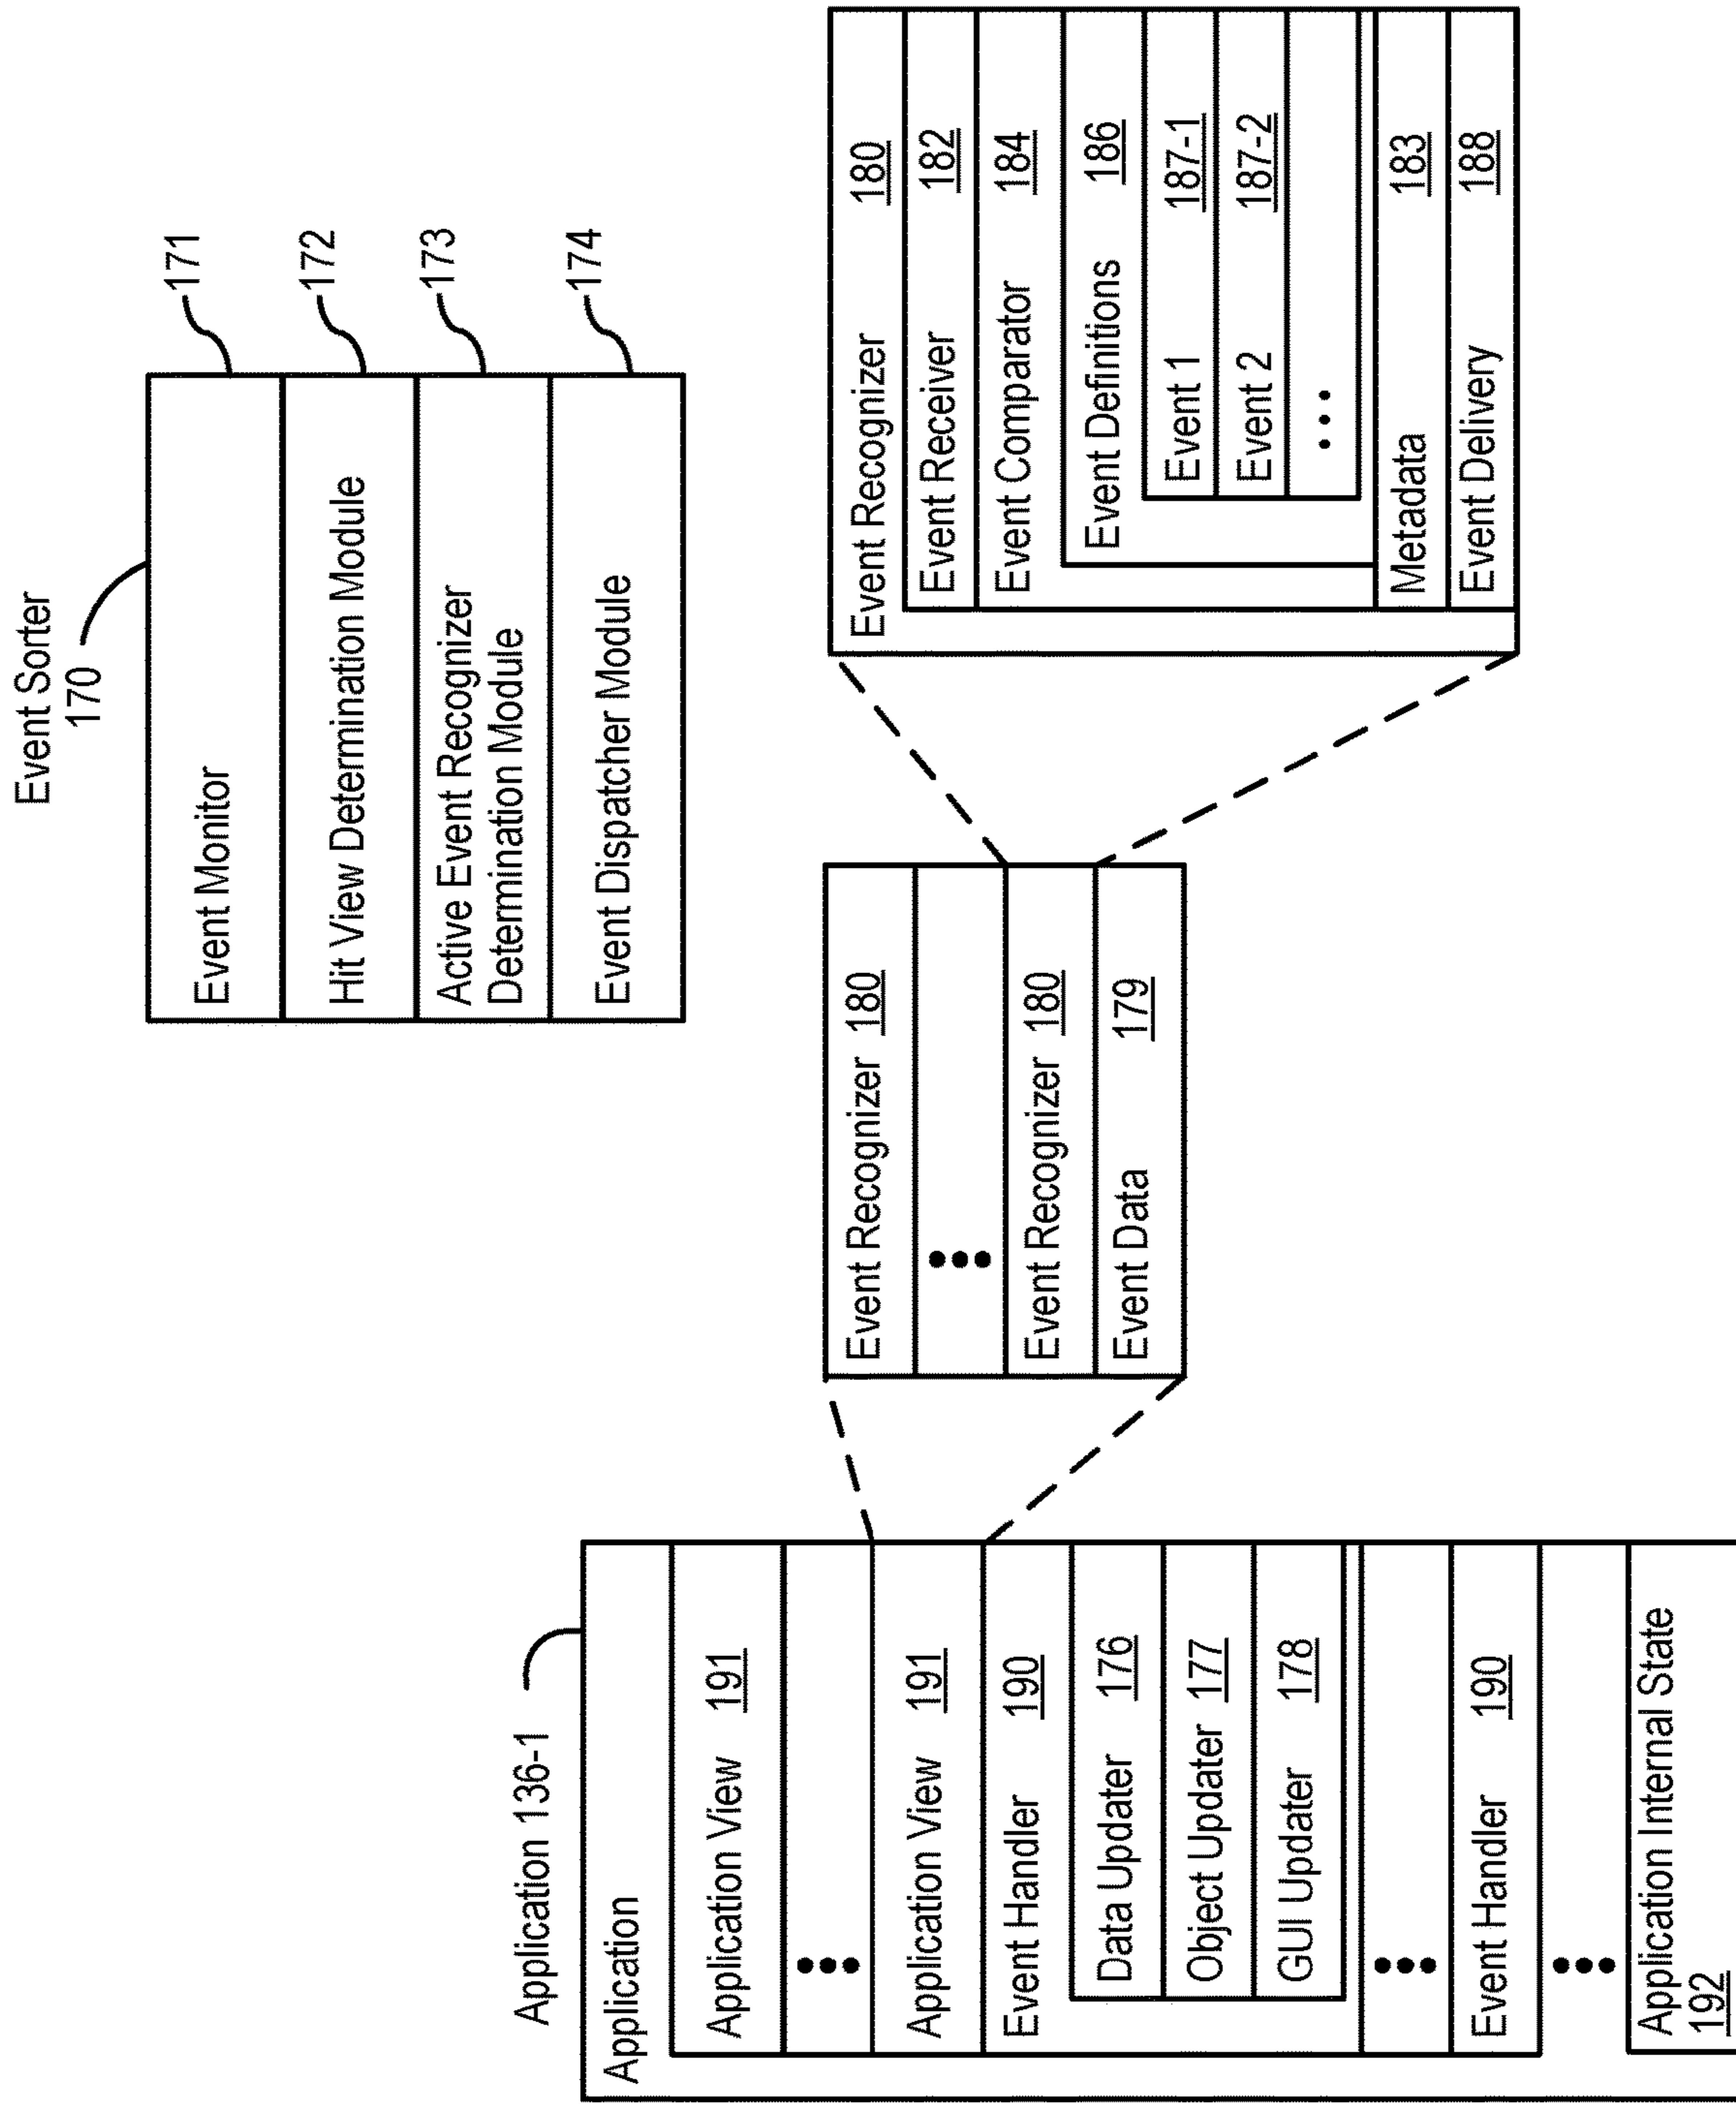 Event Sorter
170
Event Monitor
171
Hit View Determination Module
172
Active Event Recognizer
Determination Module
173
Event Dispatcher Module
174
Application 136-1
Application
Application View 191
•••
Application View 191
Event Handler 190
Data Updater 176
Object Updater 177
GUI Updater 178
•••
Event Handler 190
•••
Application Internal State
192
Event Recognizer 180
•••
Event Recognizer 180
Event Data 179
Event Recognizer 180
Event Receiver 182
Event Comparator 184
Event Definitions 186
Event 1 187-1
Event 2 187-2
•••
Metadata 183
Event Delivery 188